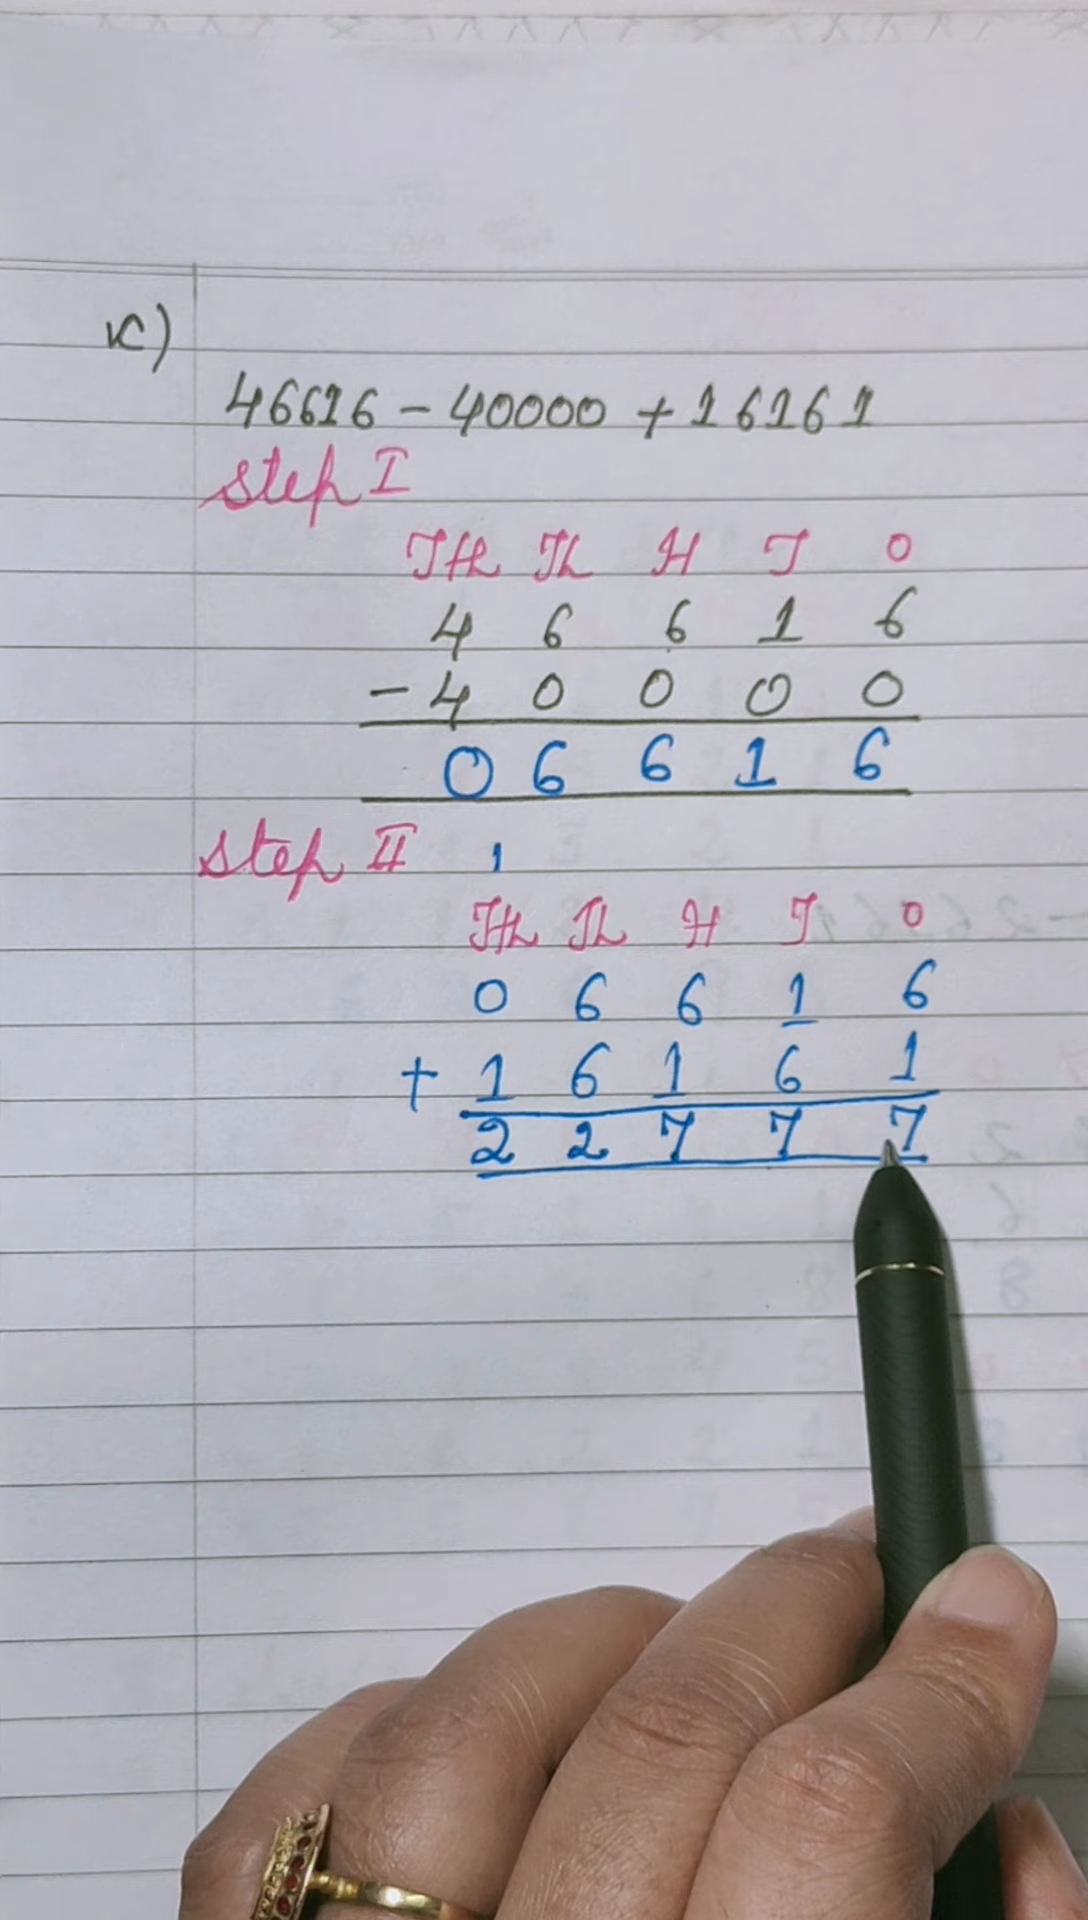 K)
46616 - 40000 + 16161
Step I
TTh Th H T O
4 6 6 1 6
- 4 0 0 0 0
0 6 6 1 6
Step II 1
TTh Th H T O
0 6 6 1 6
+ 1 6 1 6 1
2 2 7 7 7